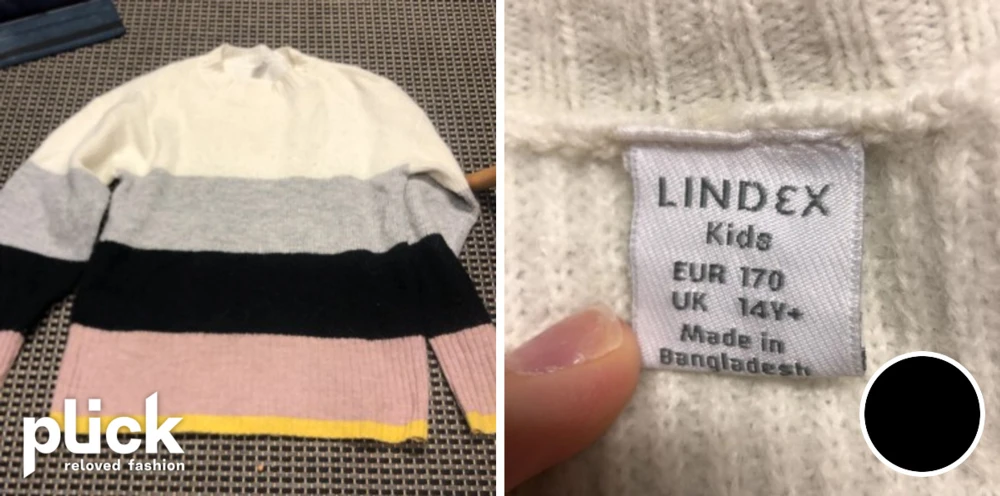 plick
reloved fashion
LINDEX
Kids
EUR 170
UK 14Y+
Made in
Bangladesh